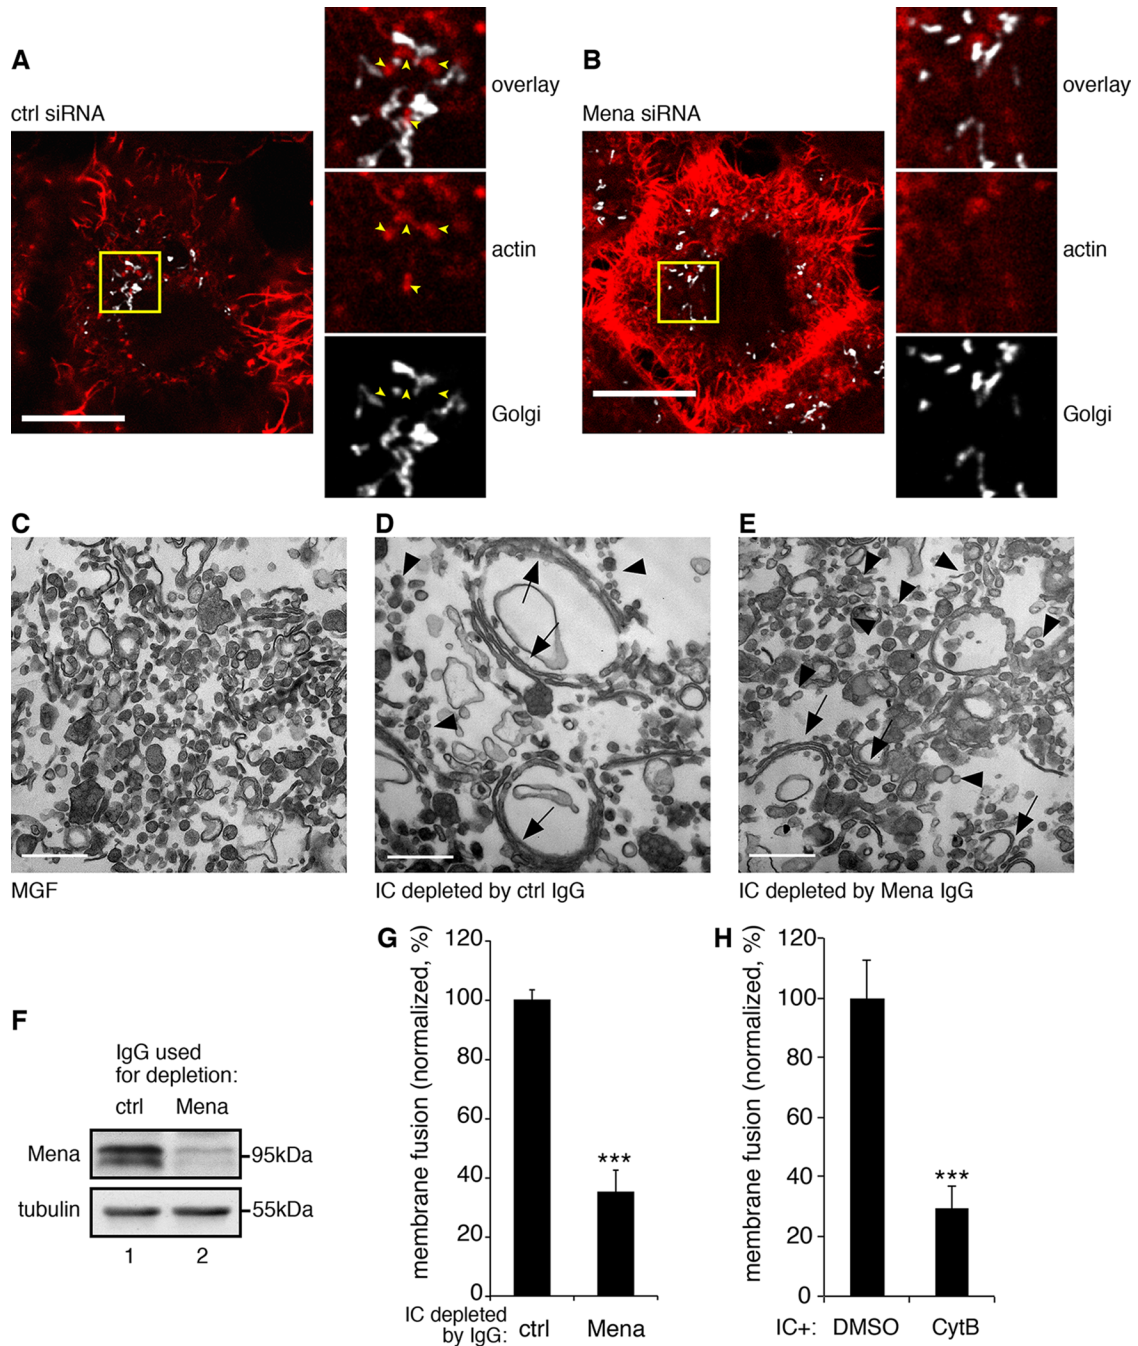 A
ctrl siRNA
overlay
actin
Golgi
B
Mena siRNA
overlay
actin
Golgi
C
MGF
D
IC depleted by ctrl IgG
E
IC depleted by Mena IgG
F
IgG used
for depletion:
ctrl Mena
Mena
95kDa
tubulin
55kDa
1 2
G
membrane fusion (normalized, %)
120
100
80
60
40
20
0
***
IC depleted
by IgG:
ctrl Mena
H
membrane fusion (normalized, %)
120
100
80
60
40
20
0
***
IC+: DMSO CytB